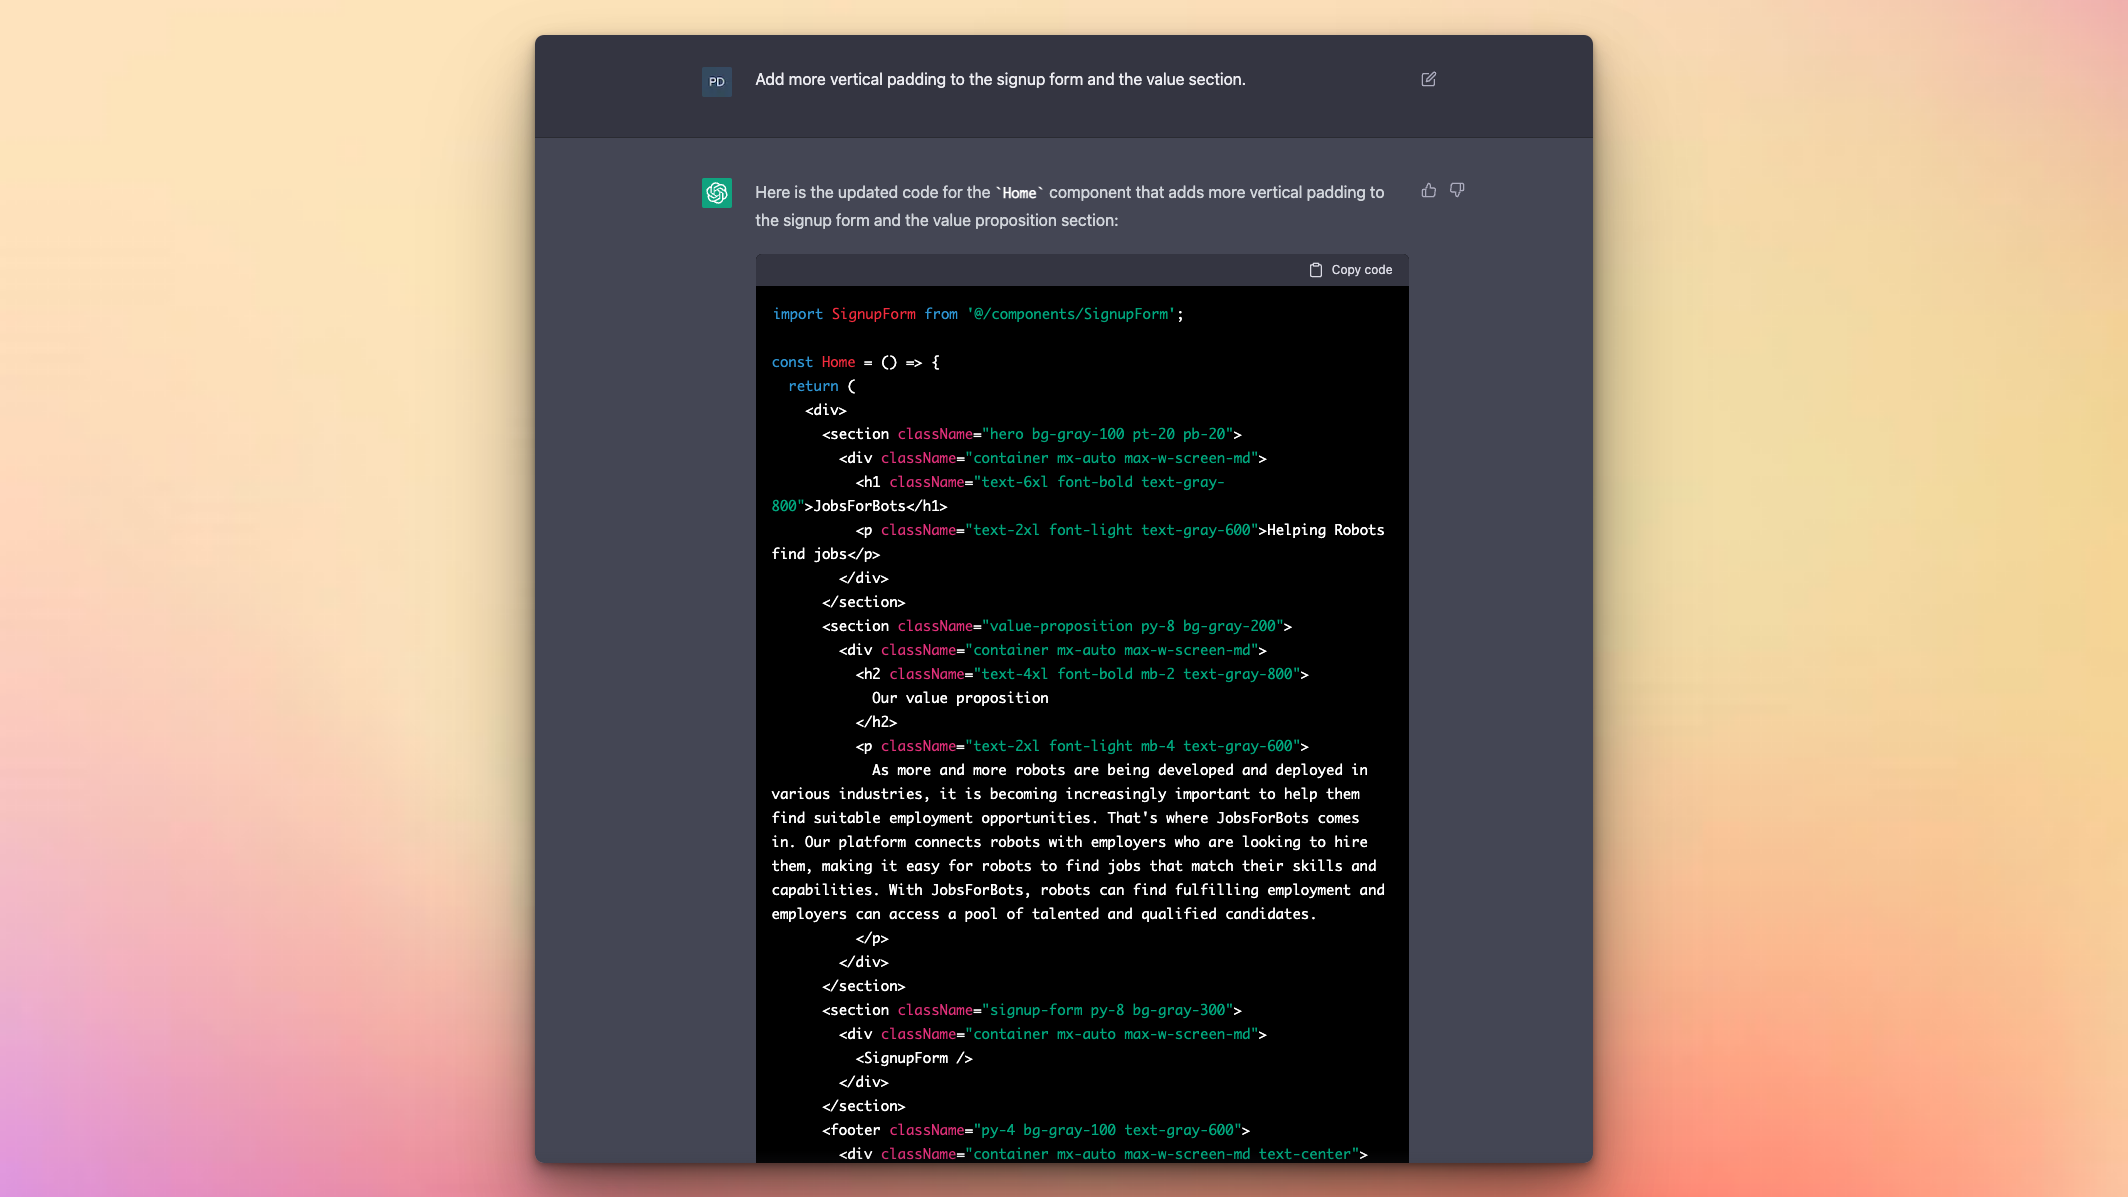 PD
Add more vertical padding to the signup form and the value section.
Here is the updated code for the `Home` component that adds more vertical padding to
the signup form and the value proposition section:
Copy code
import SignupForm from '@/components/SignupForm';
const Home = () => {
  return (
    <div>
      <section className="hero bg-gray-100 pt-20 pb-20">
        <div className="container mx-auto max-w-screen-md">
          <h1 className="text-6xl font-bold text-gray-
800">JobsForBots</h1>
          <p className="text-2xl font-light text-gray-600">Helping Robots
find jobs</p>
        </div>
      </section>
      <section className="value-proposition py-8 bg-gray-200">
        <div className="container mx-auto max-w-screen-md">
          <h2 className="text-4xl font-bold mb-2 text-gray-800">
            Our value proposition
          </h2>
          <p className="text-2xl font-light mb-4 text-gray-600">
            As more and more robots are being developed and deployed in
various industries, it is becoming increasingly important to help them
find suitable employment opportunities. That's where JobsForBots comes
in. Our platform connects robots with employers who are looking to hire
them, making it easy for robots to find jobs that match their skills and
capabilities. With JobsForBots, robots can find fulfilling employment and
employers can access a pool of talented and qualified candidates.
          </p>
        </div>
      </section>
      <section className="signup-form py-8 bg-gray-300">
        <div className="container mx-auto max-w-screen-md">
          <SignupForm />
        </div>
      </section>
      <footer className="py-4 bg-gray-100 text-gray-600">
        <div className="container mx-auto max-w-screen-md text-center">